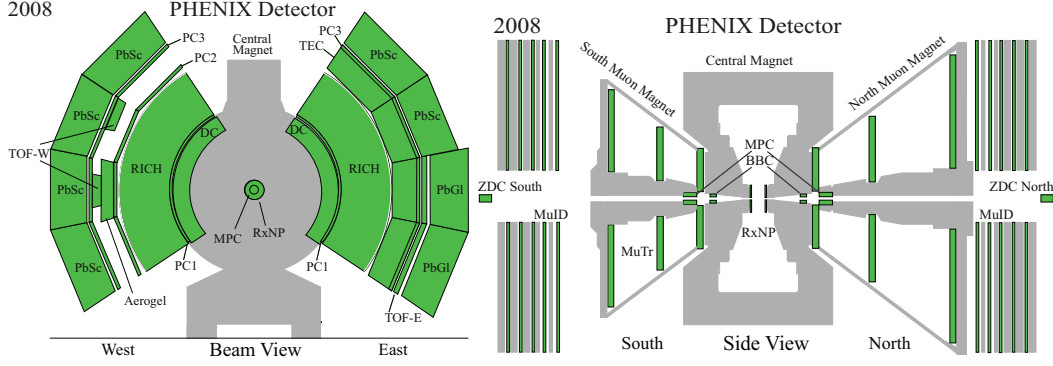 2008
PHENIX Detector
PC3
PC2
Central
Magnet
PC3
TEC
PbSc
PbSc
PbSc
PbSc
TOF-W
RICH
DC
DC
RICH
PbSc
PbSc
PbGl
PbGl
MPC
RxNP
PC1
PC1
Aerogel
TOF-E
West
Beam View
East
2008
PHENIX Detector
South Muon Magnet
Central Magnet
North Muon Magnet
MPC
BBC
ZDC South
ZDC North
MuID
RxNP
MuID
MuTr
South
Side View
North